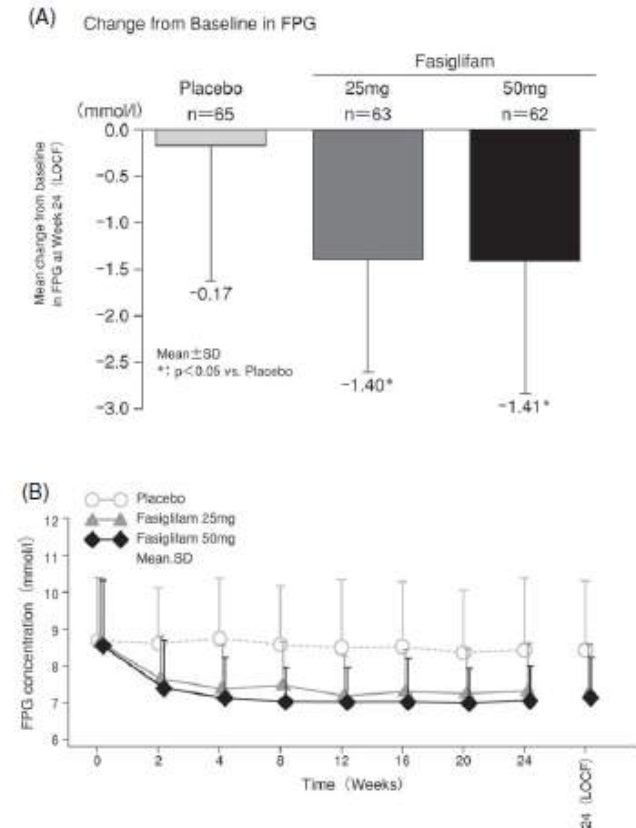 (A) Change from Baseline in FPG
Fasiglifam
Placebo 25mg 50mg
(mmol/l) n=65 n=63 n=62
Mean change from baseline
in FPG at Week 24 (LOCF)
0.0
-0.5
-1.0
-1.5
-2.0
-2.5
-3.0
-0.17
-1.40*
-1.41*
Mean±SD
*: p<0.05 vs. Placebo
(B)
Placebo
Fasiglifam 25mg
Fasiglifam 50mg
Mean.SD
FPG concentration (mmol/l)
12
11
10
9
8
7
6
0 2 4 8 12 16 20 24 24 (LOCF)
Time (Weeks)